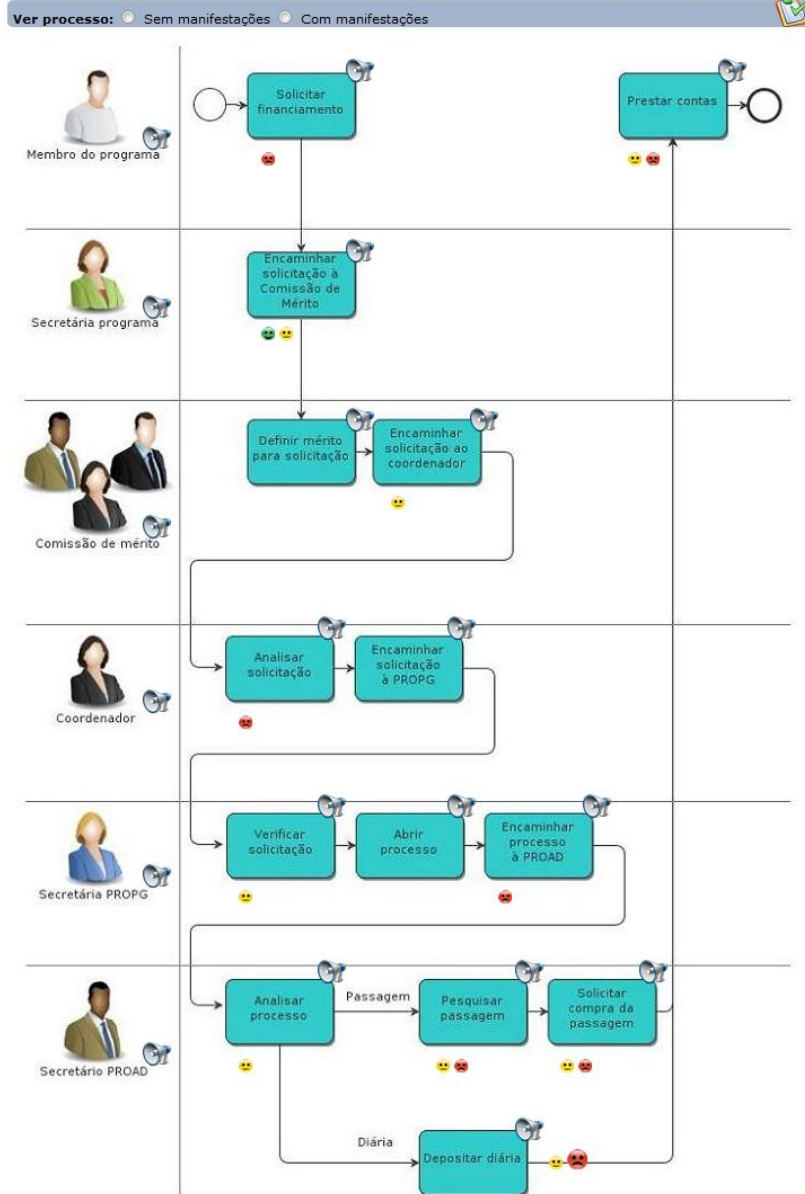 Ver processo: Sem manifestações Com manifestações
Solicitar
financiamento
Prestar contas
Membro do programa
Encaminhar
solicitação à
Comissão de
Mérito
Secretária programa
Definir mérito
para solicitação
Encaminhar
solicitação ao
coordenador
Comissão de mérito
Analisar
solicitação
Encaminhar
solicitação
à PROPG
Coordenador
Verificar
solicitação
Abrir
processo
Encaminhar
processo
à PROAD
Secretária PROPG
Analisar
processo
Passagem
Pesquisar
passagem
Solicitar
compra da
passagem
Secretário PROAD
Diária
Depositar diária